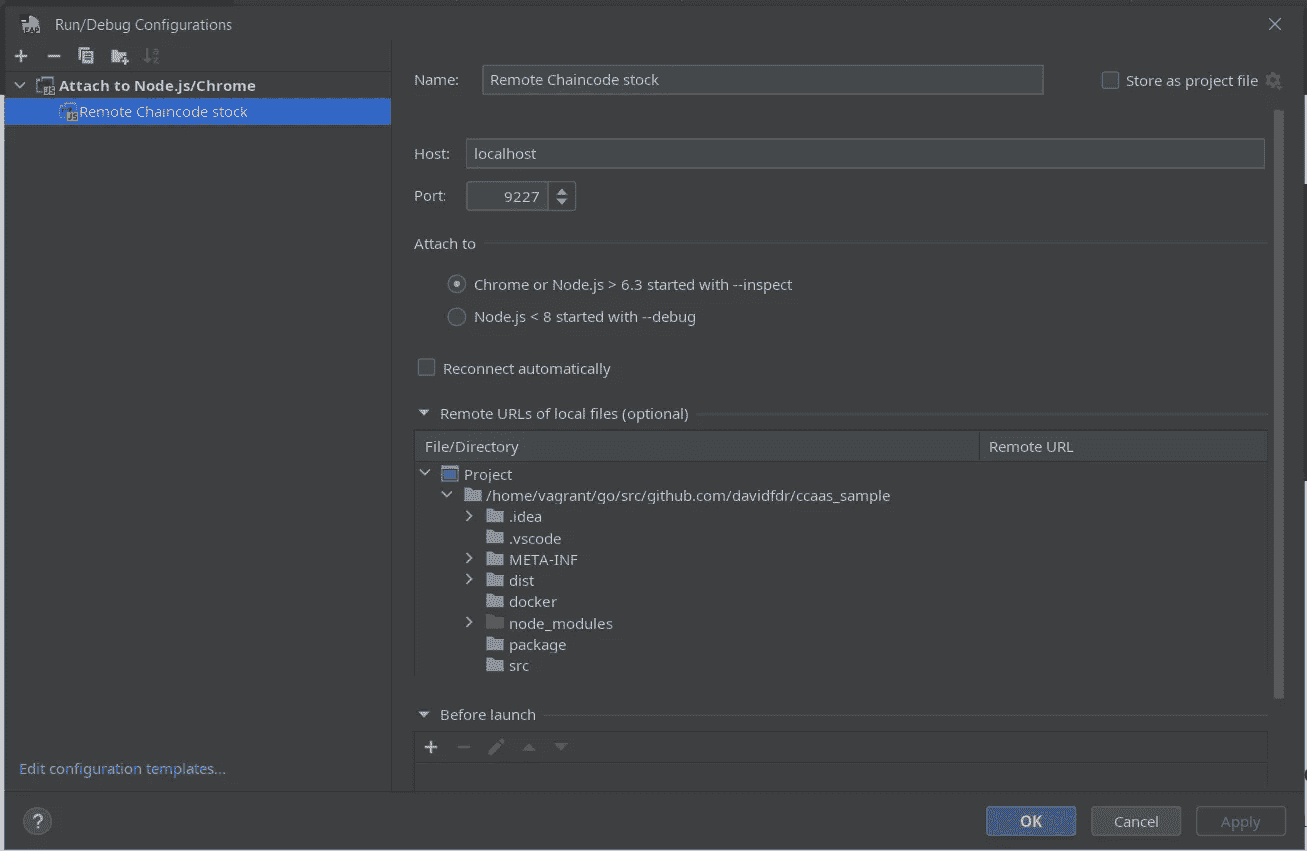 Run/Debug Configurations
Attach to Node.js/Chrome
Remote Chaincode stock
Edit configuration templates...
Name: Remote Chaincode stock Store as project file
Host: localhost
Port: 9227
Attach to
Chrome or Node.js > 6.3 started with --inspect
Node.js < 8 started with --debug
Reconnect automatically
Remote URLs of local files (optional)
File/Directory Remote URL
Project
/home/vagrant/go/src/github.com/davidfdr/ccaas_sample
.idea
.vscode
META-INF
dist
docker
node_modules
package
src
Before launch
? OK Cancel Apply